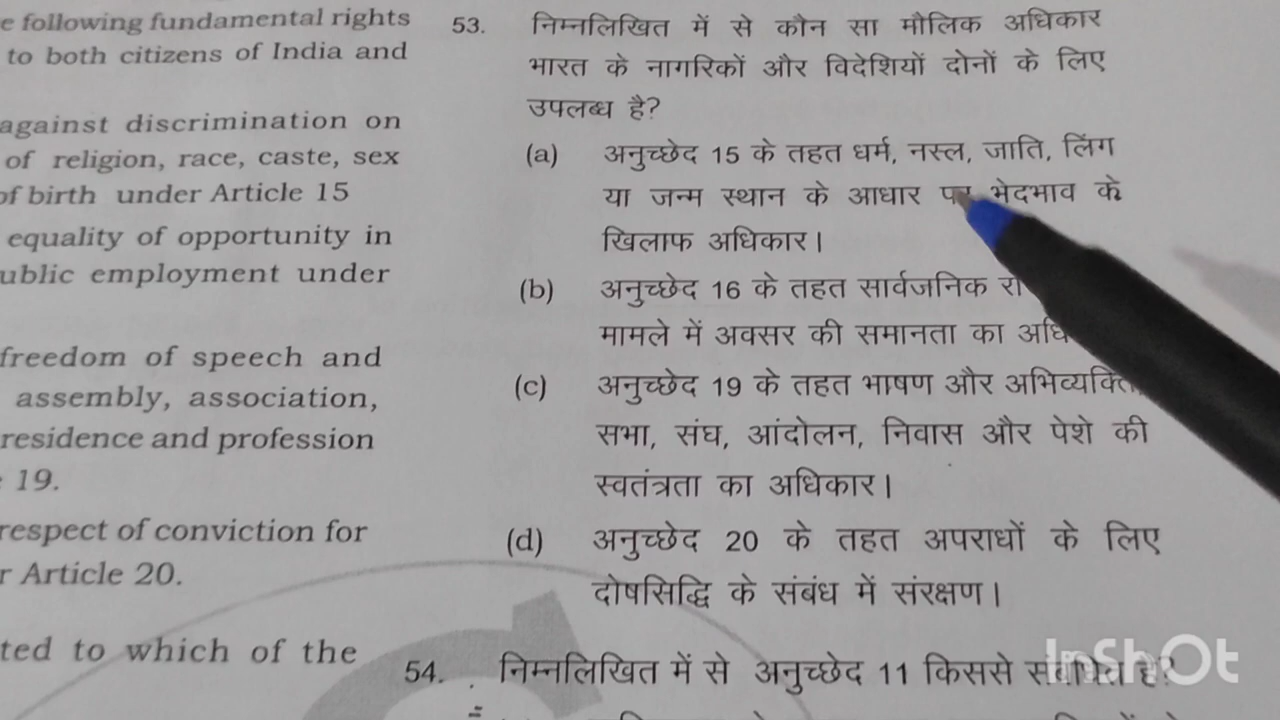 e following fundamental rights
to both citizens of India and
against discrimination on
of religion, race, caste, sex
of birth under Article 15
equality of opportunity in
ublic employment under
freedom of speech and
assembly, association,
residence and profession
19.
respect of conviction for
r Article 20.
ted to which of the
53. निम्नलिखित में से कौन सा मौलिक अधिकार
भारत के नागरिकों और विदेशियों दोनों के लिए
उपलब्ध है?
(a) अनुच्छेद 15 के तहत धर्म, नस्ल, जाति, लिंग
या जन्म स्थान के आधार पर भेदभाव के
खिलाफ अधिकार।
(b) अनुच्छेद 16 के तहत सार्वजनिक रो
मामले में अवसर की समानता का अधि
(c) अनुच्छेद 19 के तहत भाषण और अभिव्यक्ति,
सभा, संघ, आंदोलन, निवास और पेशे की
स्वतंत्रता का अधिकार।
(d) अनुच्छेद 20 के तहत अपराधों के लिए
दोषसिद्धि के संबंध में संरक्षण।
54. निम्नलिखित में से अनुच्छेद 11 किससे संबंधित है?
InShOt